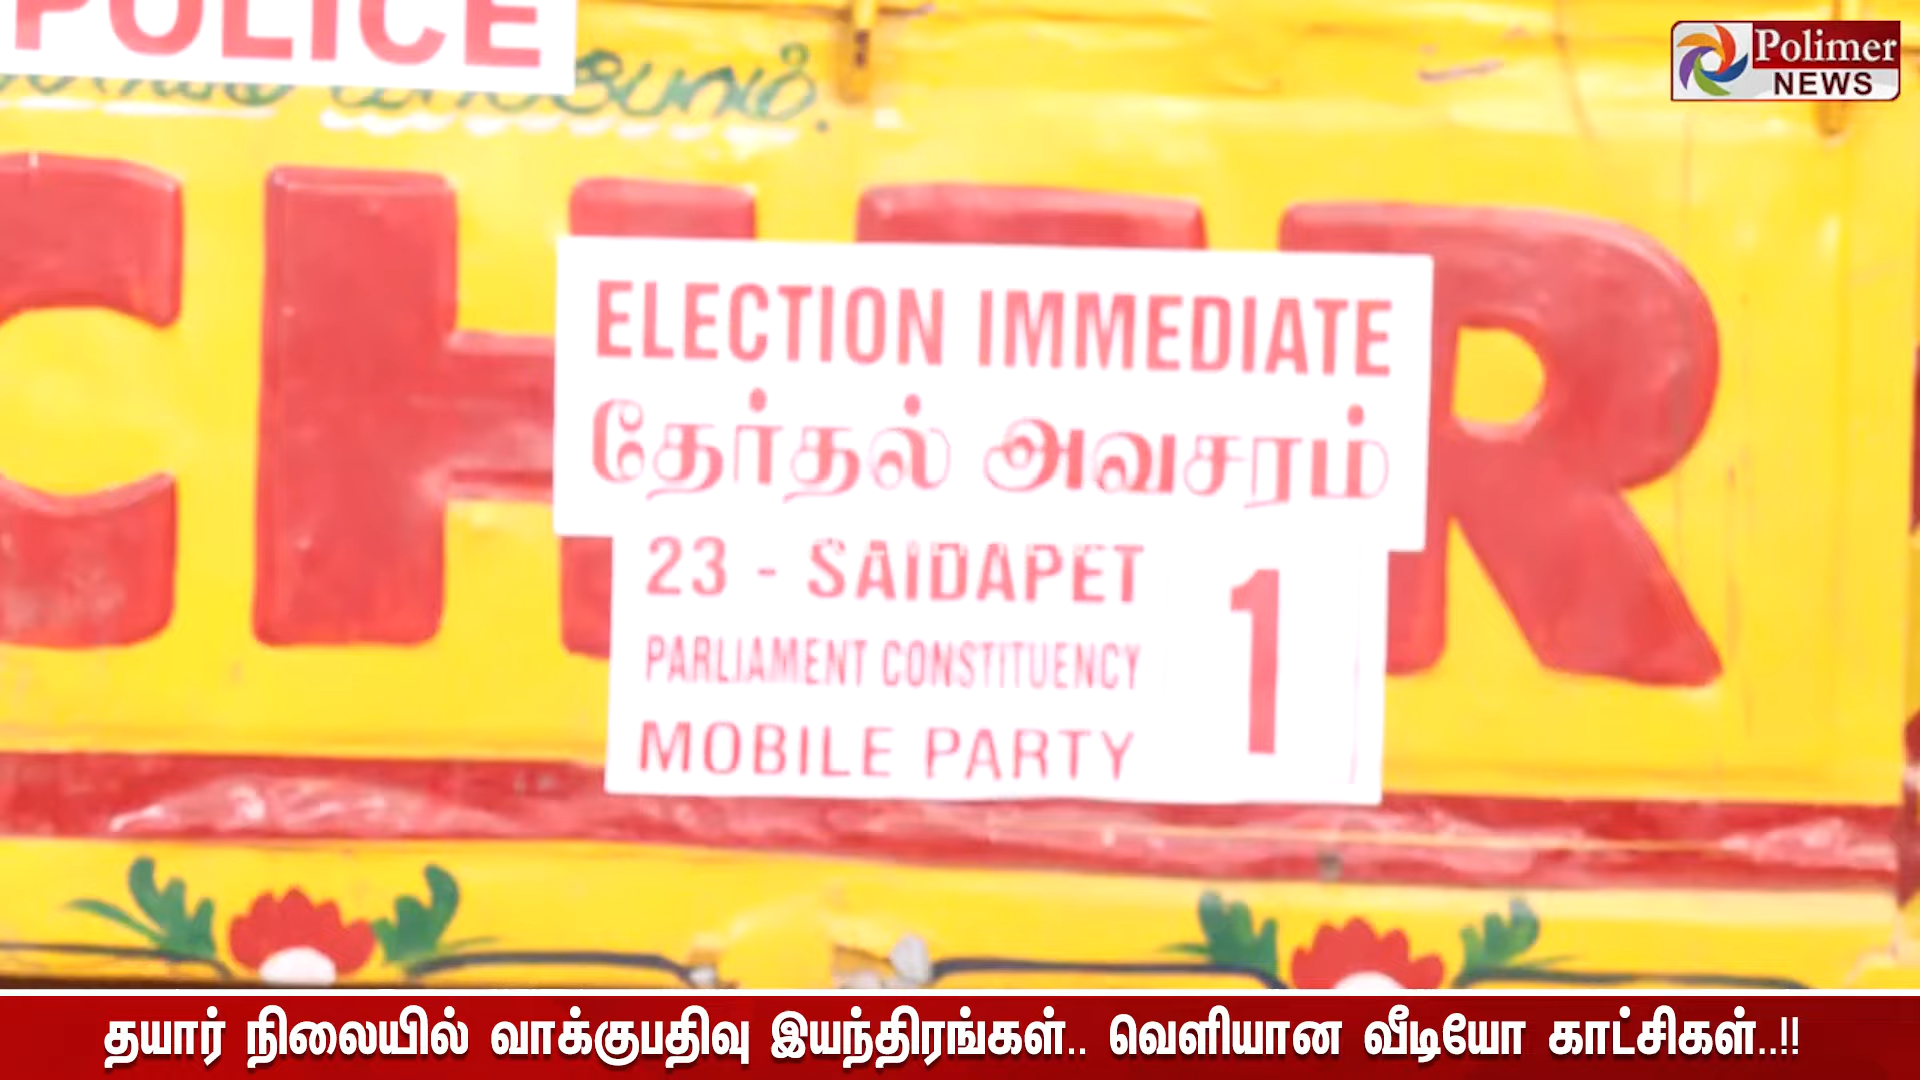 POLICE
Polimer
NEWS
CHER
ELECTION IMMEDIATE
தேர்தல் அவசரம்
23 - SAIDAPET
PARLIAMENT CONSTITUENCY
1
MOBILE PARTY
தயார் நிலையில் வாக்குபதிவு இயந்திரங்கள்.. வெளியான வீடியோ காட்சிகள்..!!